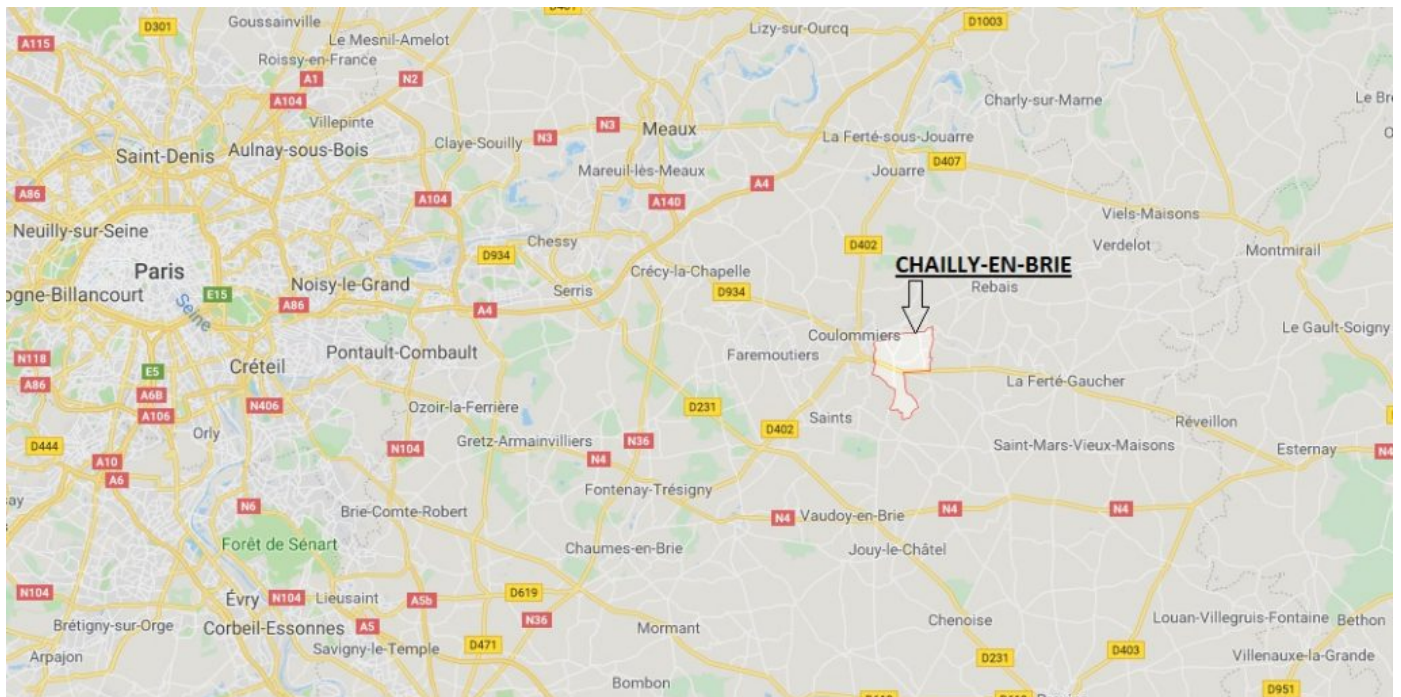 D401
Goussainville
D301
Lizy-sur-Ourcq
D1003
A115
Le Mesnil-Amelot
Roissy-en-France
A1
N2
A104
Charly-sur-Marne
Villepinte
N3
N3
Meaux
La Ferté-sous-Jouarre
Claye-Souilly
Saint-Denis
Aulnay-sous-Bois
D407
Mareuil-lès-Meaux
Jouarre
A86
A104
A4
A140
Viels-Maisons
Neuilly-sur-Seine
Chessy
D402
Verdelot
Montmirail
D934
Paris
CHAILLY-EN-BRIE
Crécy-la-Chapelle
Noisy-le-Grand
Serris
D934
Rebais
ogne-Billancourt
E15
Seine
A86
A4
Le Gault-Soigny
Coulommiers
N118
Pontault-Combault
Faremoutiers
Créteil
E5
A86
La Ferté-Gaucher
A6B
N406
Ozoir-la-Ferrière
D231
A106
Saints
Réveillon
Orly
D402
D444
N104
Gretz-Armainvilliers
N36
Saint-Mars-Vieux-Maisons
Esternay
N4
A10
N4
A6
Fontenay-Trésigny
ay
N6
Brie-Comte-Robert
N4
Vaudoy-en-Brie
N4
N4
Forêt de Sénart
Chaumes-en-Brie
Jouy-le-Châtel
N104
Évry
N104
Lieusaint
A5b
D619
N36
Brétigny-sur-Orge
Corbeil-Essonnes
A5
Mormant
Chenoise
Louan-Villegruis-Fontaine
Bethon
Arpajon
Savigny-le-Temple
D471
D231
D403
Villenauxe-la-Grande
Bombon
D951